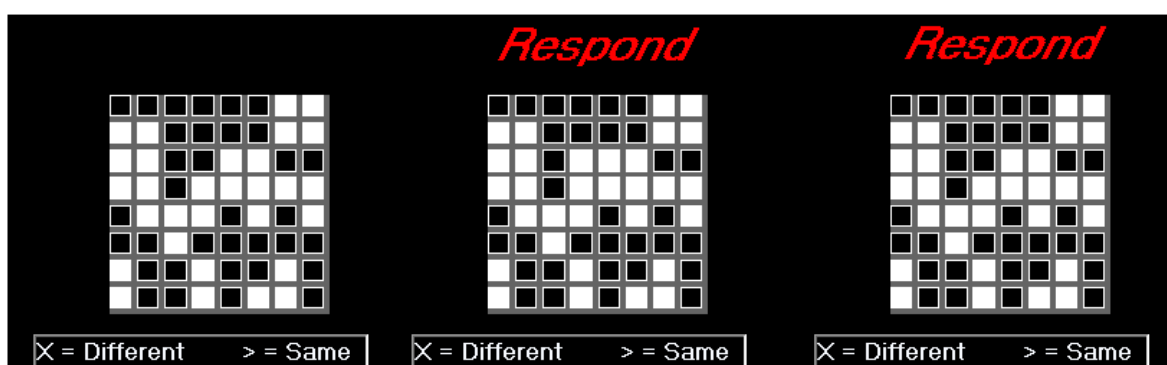 Respond Respond
X = Different > = Same X = Different > = Same X = Different > = Same